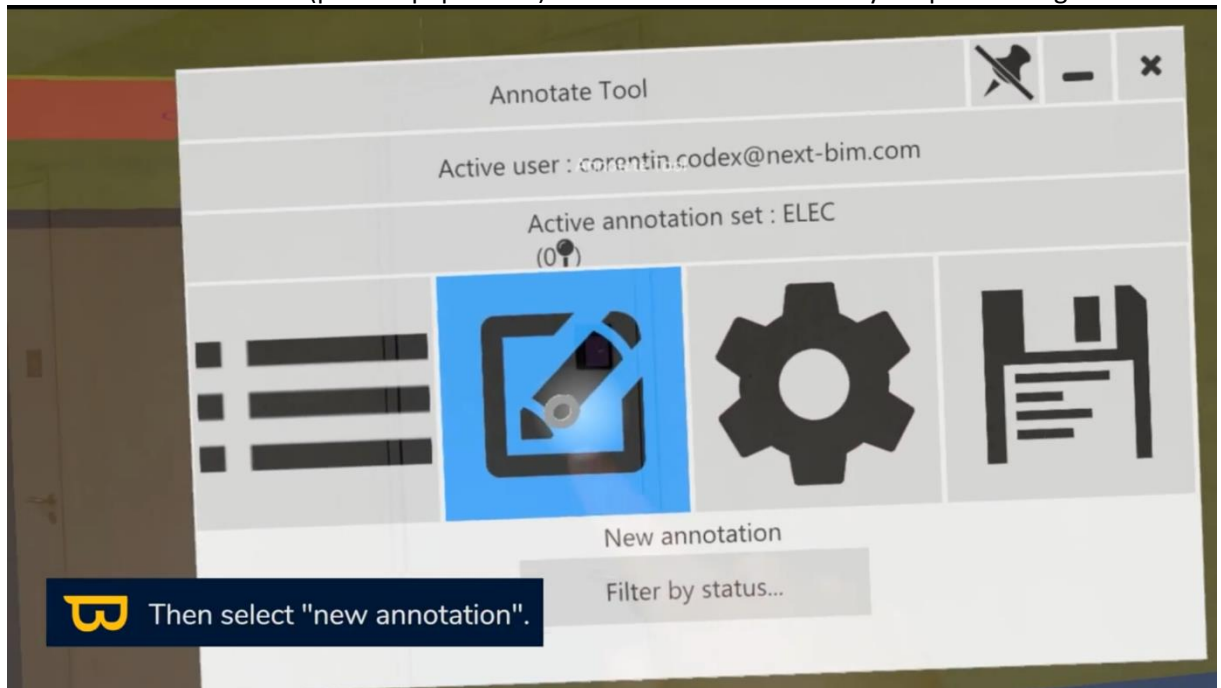 Annotate Tool
Active user : corentin.codex@next-bim.com
Active annotation set : ELEC
(0)
New annotation
Filter by status...
Then select "new annotation".